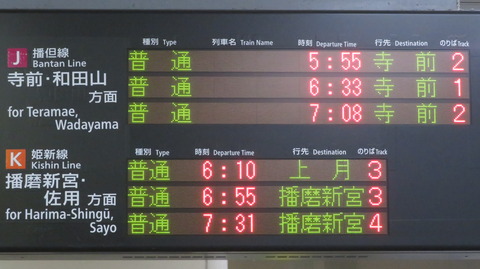 種別 Type 列車名 Train Name 時刻 Departure Time 行先 Destination のりば Track
J 播但線
Bantan Line
寺前・和田山
方面
for Teramae,
Wadayama
普通 5:55 寺前 2
普通 6:33 寺前 1
普通 7:08 寺前 2
種別 Type 時刻 Departure Time 行先 Destination のりば Track
K 姫新線
Kishin Line
播磨新宮・
佐用 方面
for Harima-Shingū,
Sayo
普通 6:10 上月 3
普通 6:55 播磨新宮 3
普通 7:31 播磨新宮 4